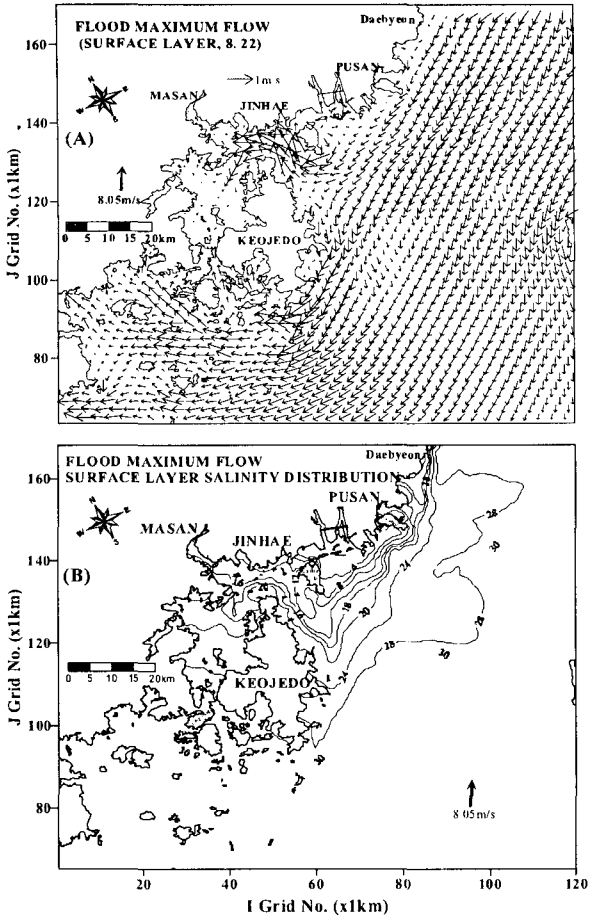 FLOOD MAXIMUM FLOW
(SURFACE LAYER, 8.22)
Daebyeon
PUSAN
1m/s
MASAN
JINHAE
(A)
8.05m/s
KEOJEDO
0 5 10 15 20km
J Grid No. (x1km)
160
140
120
100
80
FLOOD MAXIMUM FLOW
SURFACE LAYER SALINITY DISTRIBUTION
Daebyeon
PUSAN
MASAN
JINHAE
(B)
KEOJEDO
0 5 10 15 20km
28
30
24
18
30
28
30
24
30
30
8.05m/s
J Grid No. (x1km)
160
140
120
100
80
20 40 60 80 100 120
I Grid No. (x1km)